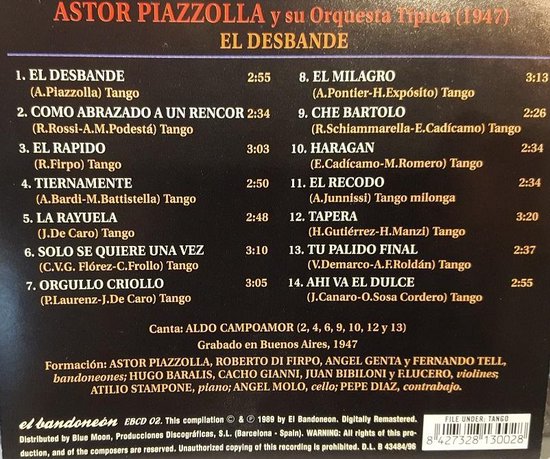 ASTOR PIAZZOLLA y su Orquesta Típica (1947)
EL DESBANDE
1. EL DESBANDE 2:55
(A.Piazzolla) Tango
2. COMO ABRAZADO A UN RENCOR 2:34
(R.Rossi-A.M.Podestá) Tango
3. EL RAPIDO 3:03
(R.Firpo) Tango
4. TIERNAMENTE 2:50
(A.Bardi-M.Battistella) Tango
5. LA RAYUELA 2:48
(J.De Caro) Tango
6. SOLO SE QUIERE UNA VEZ 3:10
(C.V.G. Flórez-C.Frollo) Tango
7. ORGULLO CRIOLLO 3:05
(P.Laurenz-J.De Caro) Tango
8. EL MILAGRO 3:13
(A.Pontier-H.Expósito) Tango
9. CHE BARTOLO 2:26
(R.Schiammarella-E.Cadícamo) Tango
10. HARAGAN 2:34
(E.Cadícamo-M.Romero) Tango
11. EL RECODO 2:34
(A.Junnissi) Tango milonga
12. TAPERA 3:20
(H.Gutiérrez-H.Manzi) Tango
13. TU PALIDO FINAL 2:37
(V.Demarco-A.F.Roldán) Tango
14. AHI VA EL DULCE 2:55
(J.Canaro-O.Sosa Cordero) Tango
Canta: ALDO CAMPOAMOR (2, 4, 6, 9, 10, 12 y 13)
Grabado en Buenos Aires, 1947
Formación: ASTOR PIAZZOLLA, ROBERTO DI FIRPO, ANGEL GENTA y FERNANDO TELL,
bandoneones; HUGO BARALIS, CACHO GIANNI, JUAN BIBILONI y F.LUCERO, violines;
ATILIO STAMPONE, piano; ANGEL MOLO, cello; PEPE DIAZ, contrabajo.
el bandoneón EBCD 02. This compilation © & ℗ 1989 by El Bandoneon. Digitally Remastered.
Distributed by Blue Moon, Producciones Discográficas, S.L. (Barcelona - Spain). WARNING: All rights of this produc-
tion, and of the composers are reserved. Unauthorized copying of this recording is prohibited. D.L. B 43484/96
FILE UNDER: TANGO
8 427328 130028